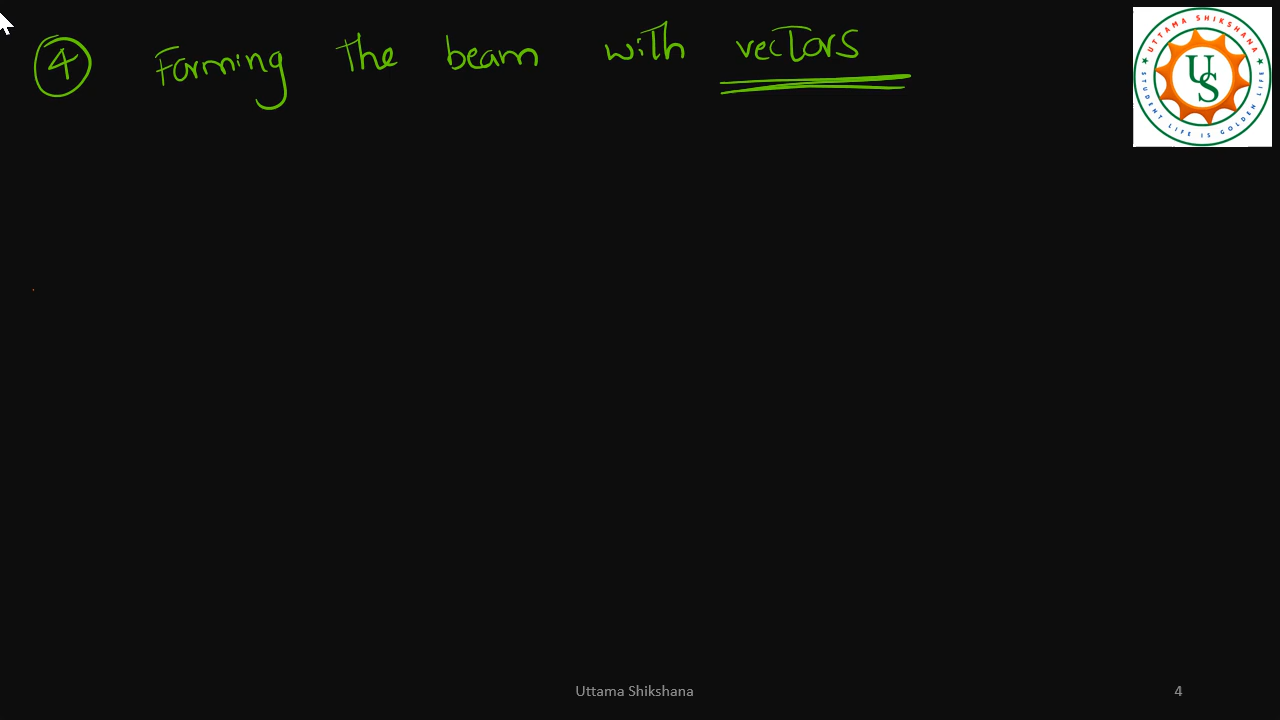 ④ Forming the beam with vectors
UTTAMA SHIKSHANA
US
STUDENT LIFE IS GOLDEN LIFE
Uttama Shikshana
4